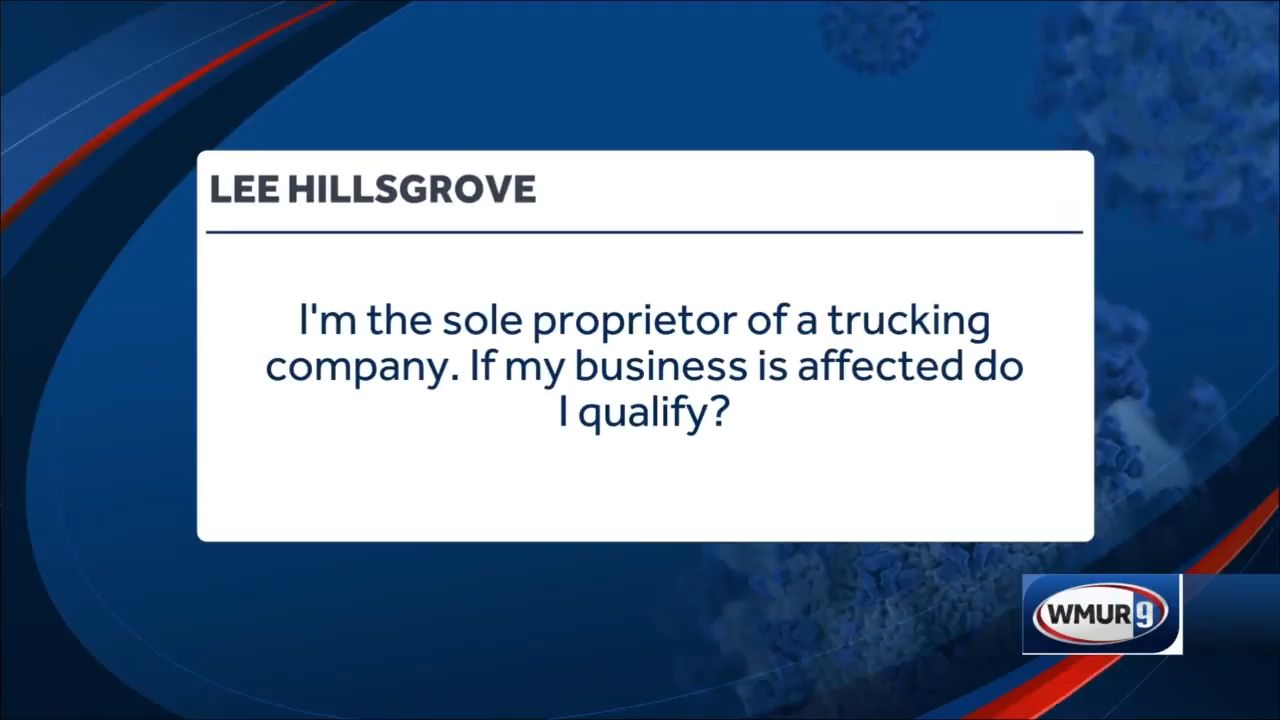 LEE HILLSGROVE
I'm the sole proprietor of a trucking
company. If my business is affected do
I qualify?
WMUR9